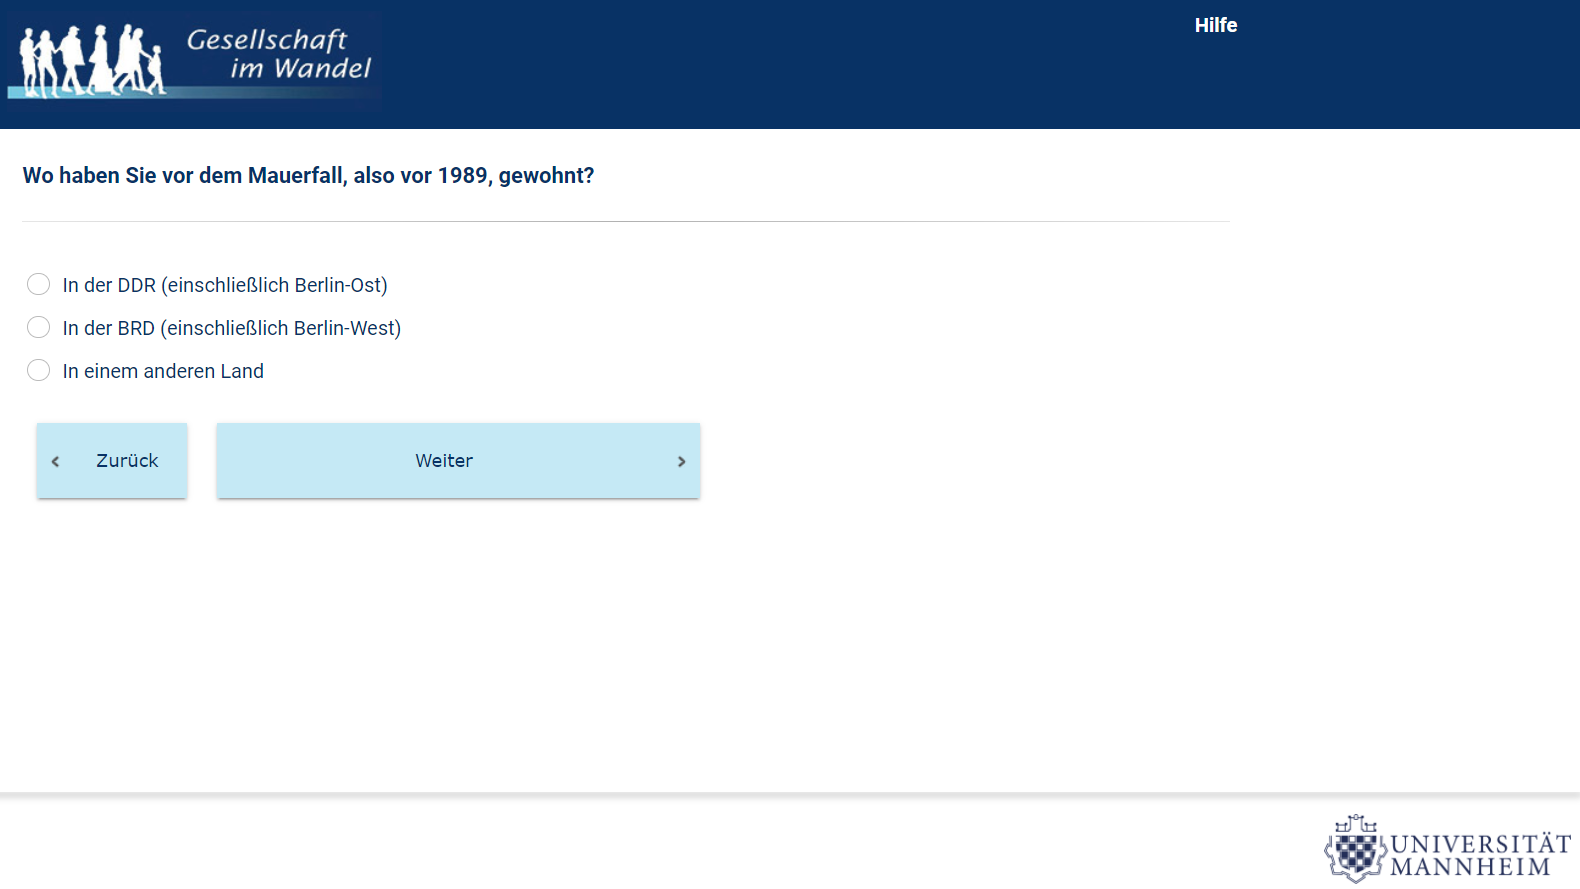 Gesellschaft
im Wandel
Hilfe
Wo haben Sie vor dem Mauerfall, also vor 1989, gewohnt?
In der DDR (einschließlich Berlin-Ost)
In der BRD (einschließlich Berlin-West)
In einem anderen Land
Zurück
Weiter
UNIVERSITÄT
MANNHEIM